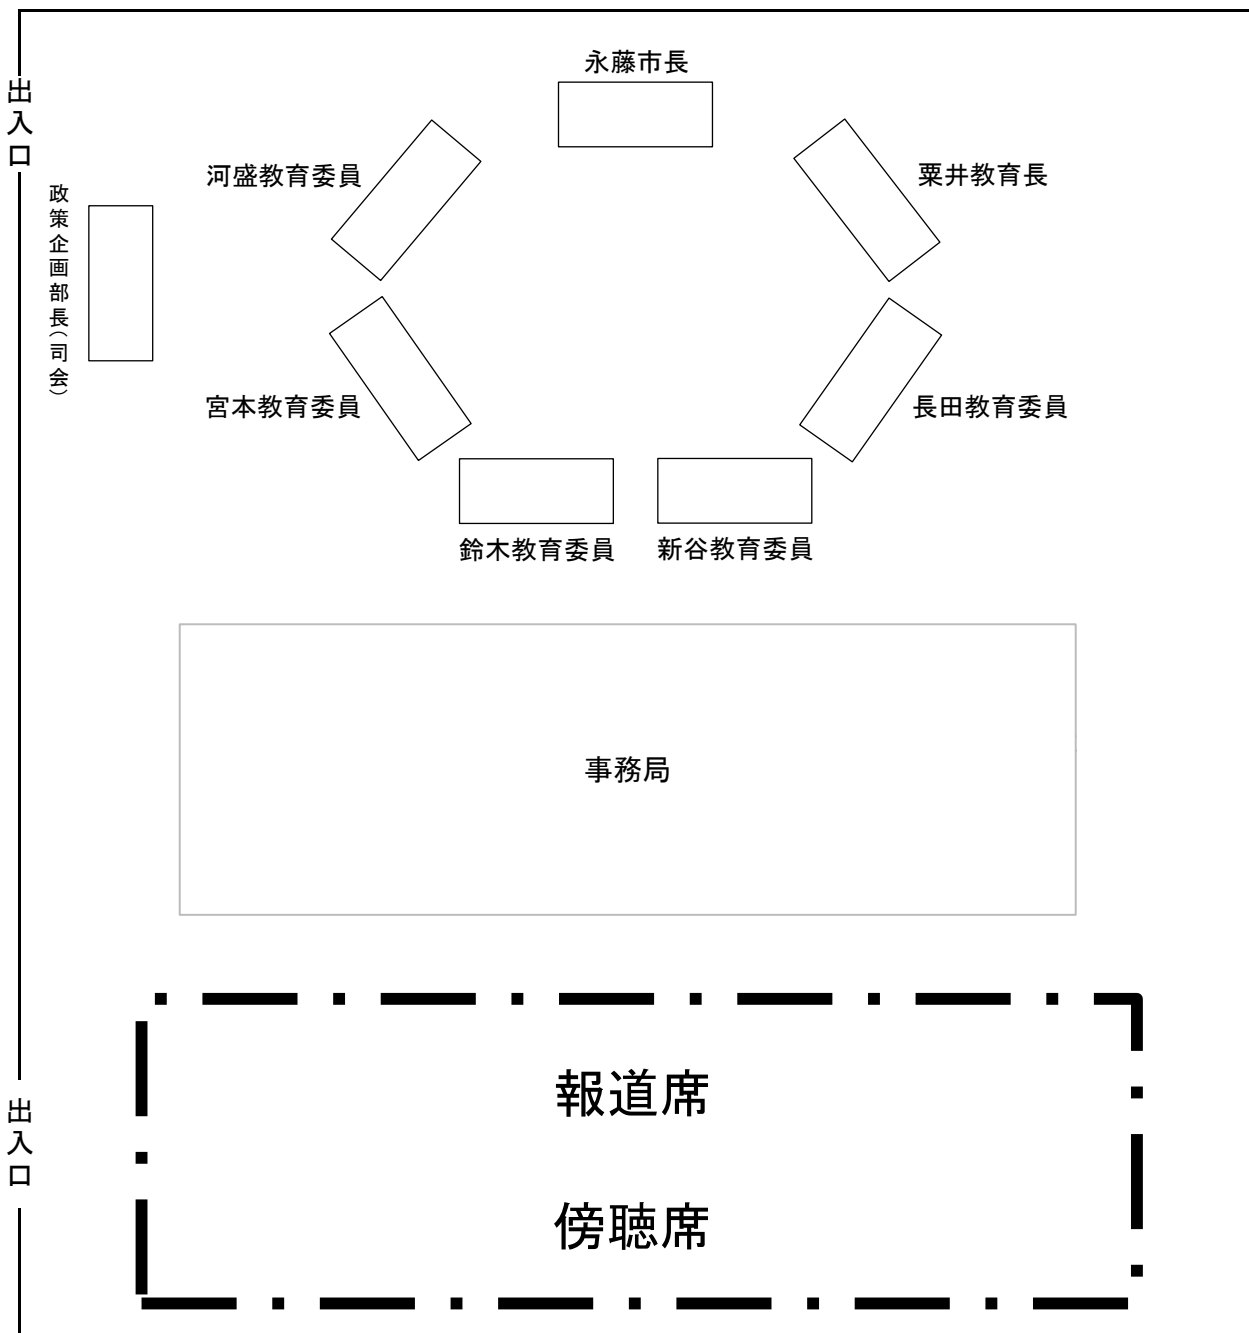 永藤市長
出入口
河盛教育委員
粟井教育長
政策企画部長(司会)
宮本教育委員
長田教育委員
鈴木教育委員
新谷教育委員
事務局
報道席
出入口
傍聴席